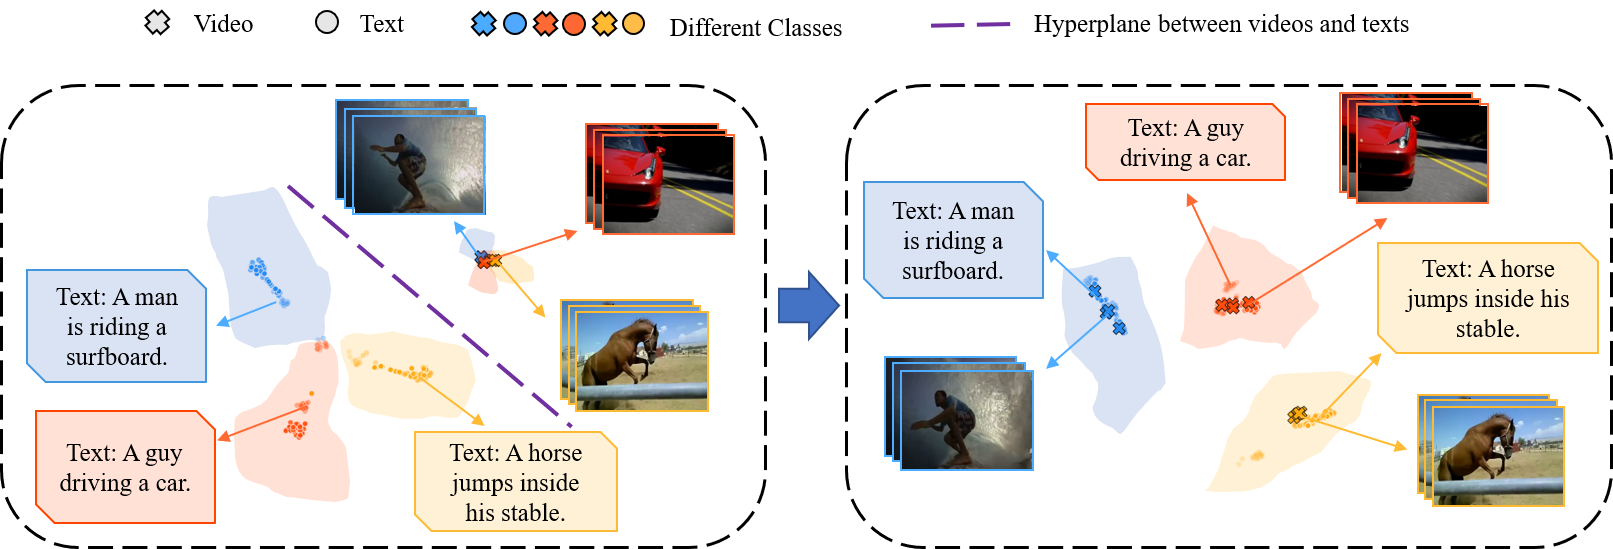 Video
Text
Different Classes
Hyperplane between videos and texts
Text: A man
is riding a
surfboard.
Text: A guy
driving a car.
Text: A horse
jumps inside
his stable.
Text: A guy
driving a car.
Text: A man
is riding a
surfboard.
Text: A horse
jumps inside his
stable.